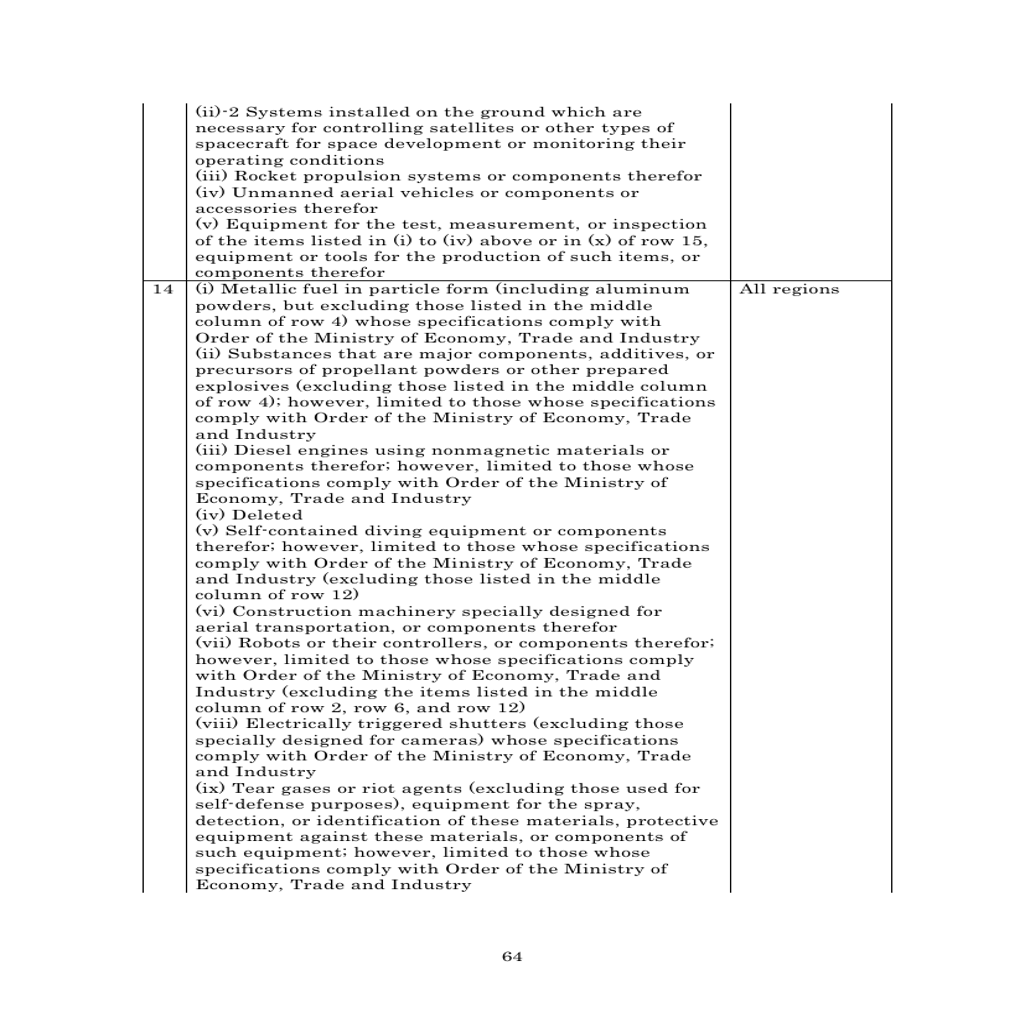 (ii)-2 Systems installed on the ground which are
necessary for controlling satellites or other types of
spacecraft for space development or monitoring their
operating conditions
(iii) Rocket propulsion systems or components therefor
(iv) Unmanned aerial vehicles or components or
accessories therefor
(v) Equipment for the test, measurement, or inspection
of the items listed in (i) to (iv) above or in (x) of row 15,
equipment or tools for the production of such items, or
components therefor
14 (i) Metallic fuel in particle form (including aluminum All regions
powders, but excluding those listed in the middle
column of row 4) whose specifications comply with
Order of the Ministry of Economy, Trade and Industry
(ii) Substances that are major components, additives, or
precursors of propellant powders or other prepared
explosives (excluding those listed in the middle column
of row 4); however, limited to those whose specifications
comply with Order of the Ministry of Economy, Trade
and Industry
(iii) Diesel engines using nonmagnetic materials or
components therefor; however, limited to those whose
specifications comply with Order of the Ministry of
Economy, Trade and Industry
(iv) Deleted
(v) Self-contained diving equipment or components
therefor; however, limited to those whose specifications
comply with Order of the Ministry of Economy, Trade
and Industry (excluding those listed in the middle
column of row 12)
(vi) Construction machinery specially designed for
aerial transportation, or components therefor
(vii) Robots or their controllers, or components therefor;
however, limited to those whose specifications comply
with Order of the Ministry of Economy, Trade and
Industry (excluding the items listed in the middle
column of row 2, row 6, and row 12)
(viii) Electrically triggered shutters (excluding those
specially designed for cameras) whose specifications
comply with Order of the Ministry of Economy, Trade
and Industry
(ix) Tear gases or riot agents (excluding those used for
self-defense purposes), equipment for the spray,
detection, or identification of these materials, protective
equipment against these materials, or components of
such equipment; however, limited to those whose
specifications comply with Order of the Ministry of
Economy, Trade and Industry
64